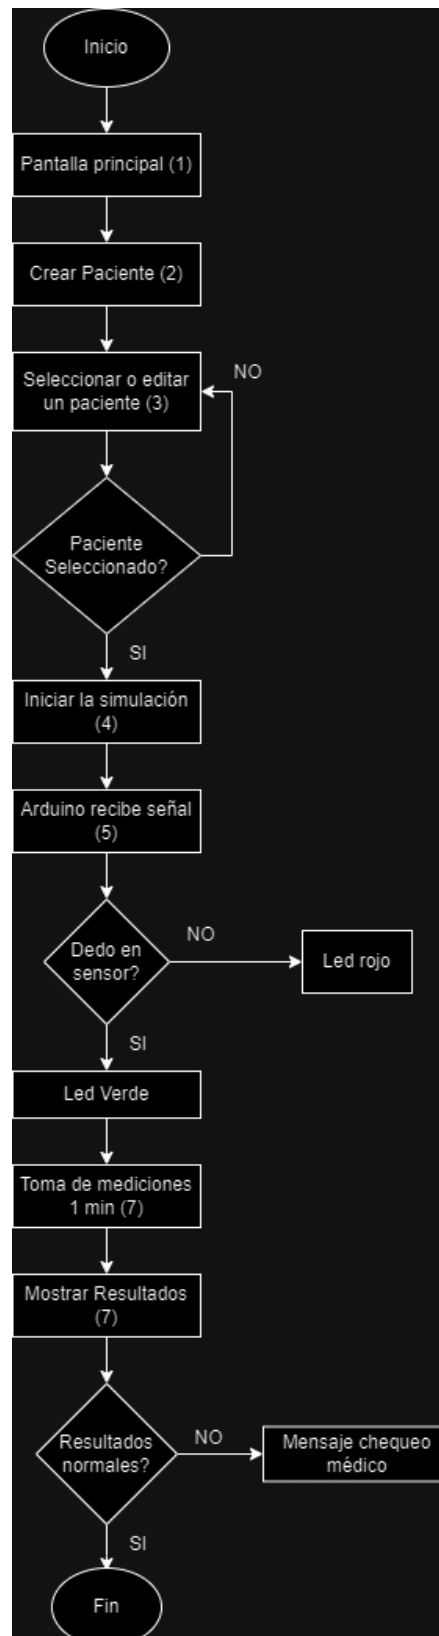 Inicio
Pantalla principal (1)
Crear Paciente (2)
Seleccionar o editar
un paciente (3)
NO
Paciente
Seleccionado?
SI
Iniciar la simulación
(4)
Arduino recibe señal
(5)
Dedo en
sensor?
NO
Led rojo
SI
Led Verde
Toma de mediciones
1 min (7)
Mostrar Resultados
(7)
Resultados
normales?
NO
Mensaje chequeo
médico
SI
Fin